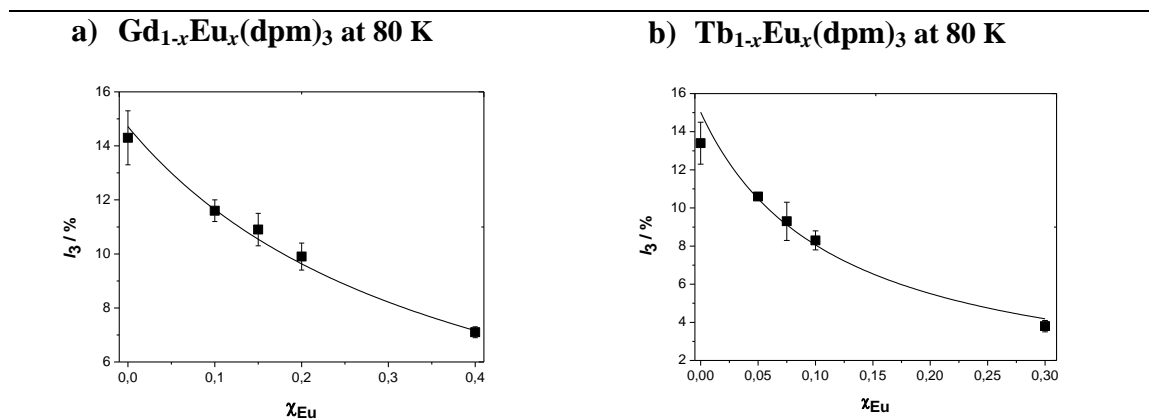 a) Gd1-xEux(dpm)3 at 80 K
16
14
12
10
8
6
I3 / %
0,0 0,1 0,2 0,3 0,4
χEu
b) Tb1-xEux(dpm)3 at 80 K
16
14
12
10
8
6
4
2
I3 / %
0,00 0,05 0,10 0,15 0,20 0,25 0,30
χEu